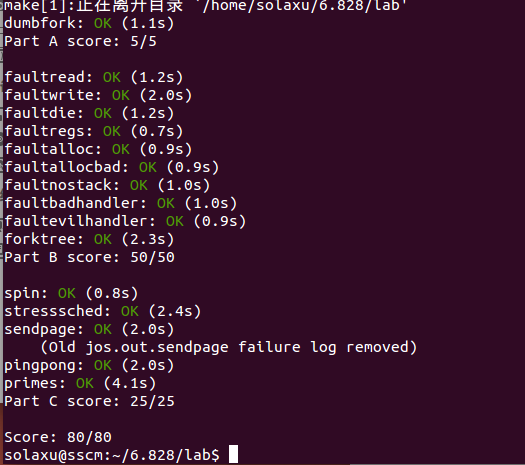 make[1]:正在离开目录 `/home/solaxu/6.828/lab'
dumbfork: OK (1.1s)
Part A score: 5/5
faultread: OK (1.2s)
faultwrite: OK (2.0s)
faultdie: OK (1.2s)
faultregs: OK (0.7s)
faultalloc: OK (0.9s)
faultallocbad: OK (0.9s)
faultnostack: OK (1.0s)
faultbadhandler: OK (1.0s)
faultevilhandler: OK (0.9s)
forktree: OK (2.3s)
Part B score: 50/50
spin: OK (0.8s)
stresssched: OK (2.4s)
sendpage: OK (2.0s)
(Old jos.out.sendpage failure log removed)
pingpong: OK (2.0s)
primes: OK (4.1s)
Part C score: 25/25
Score: 80/80
solaxu@sscm:~/6.828/lab$